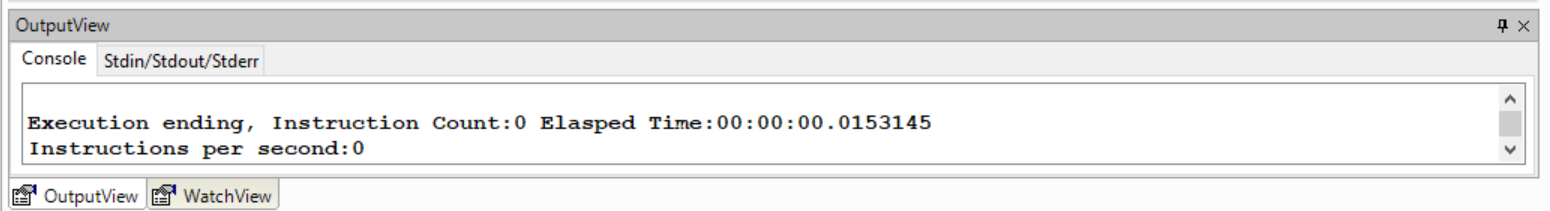 OutputView
Console Stdin/Stdout/Stderr
Execution ending, Instruction Count:0 Elasped Time:00:00:00.0153145
Instructions per second:0
OutputView WatchView